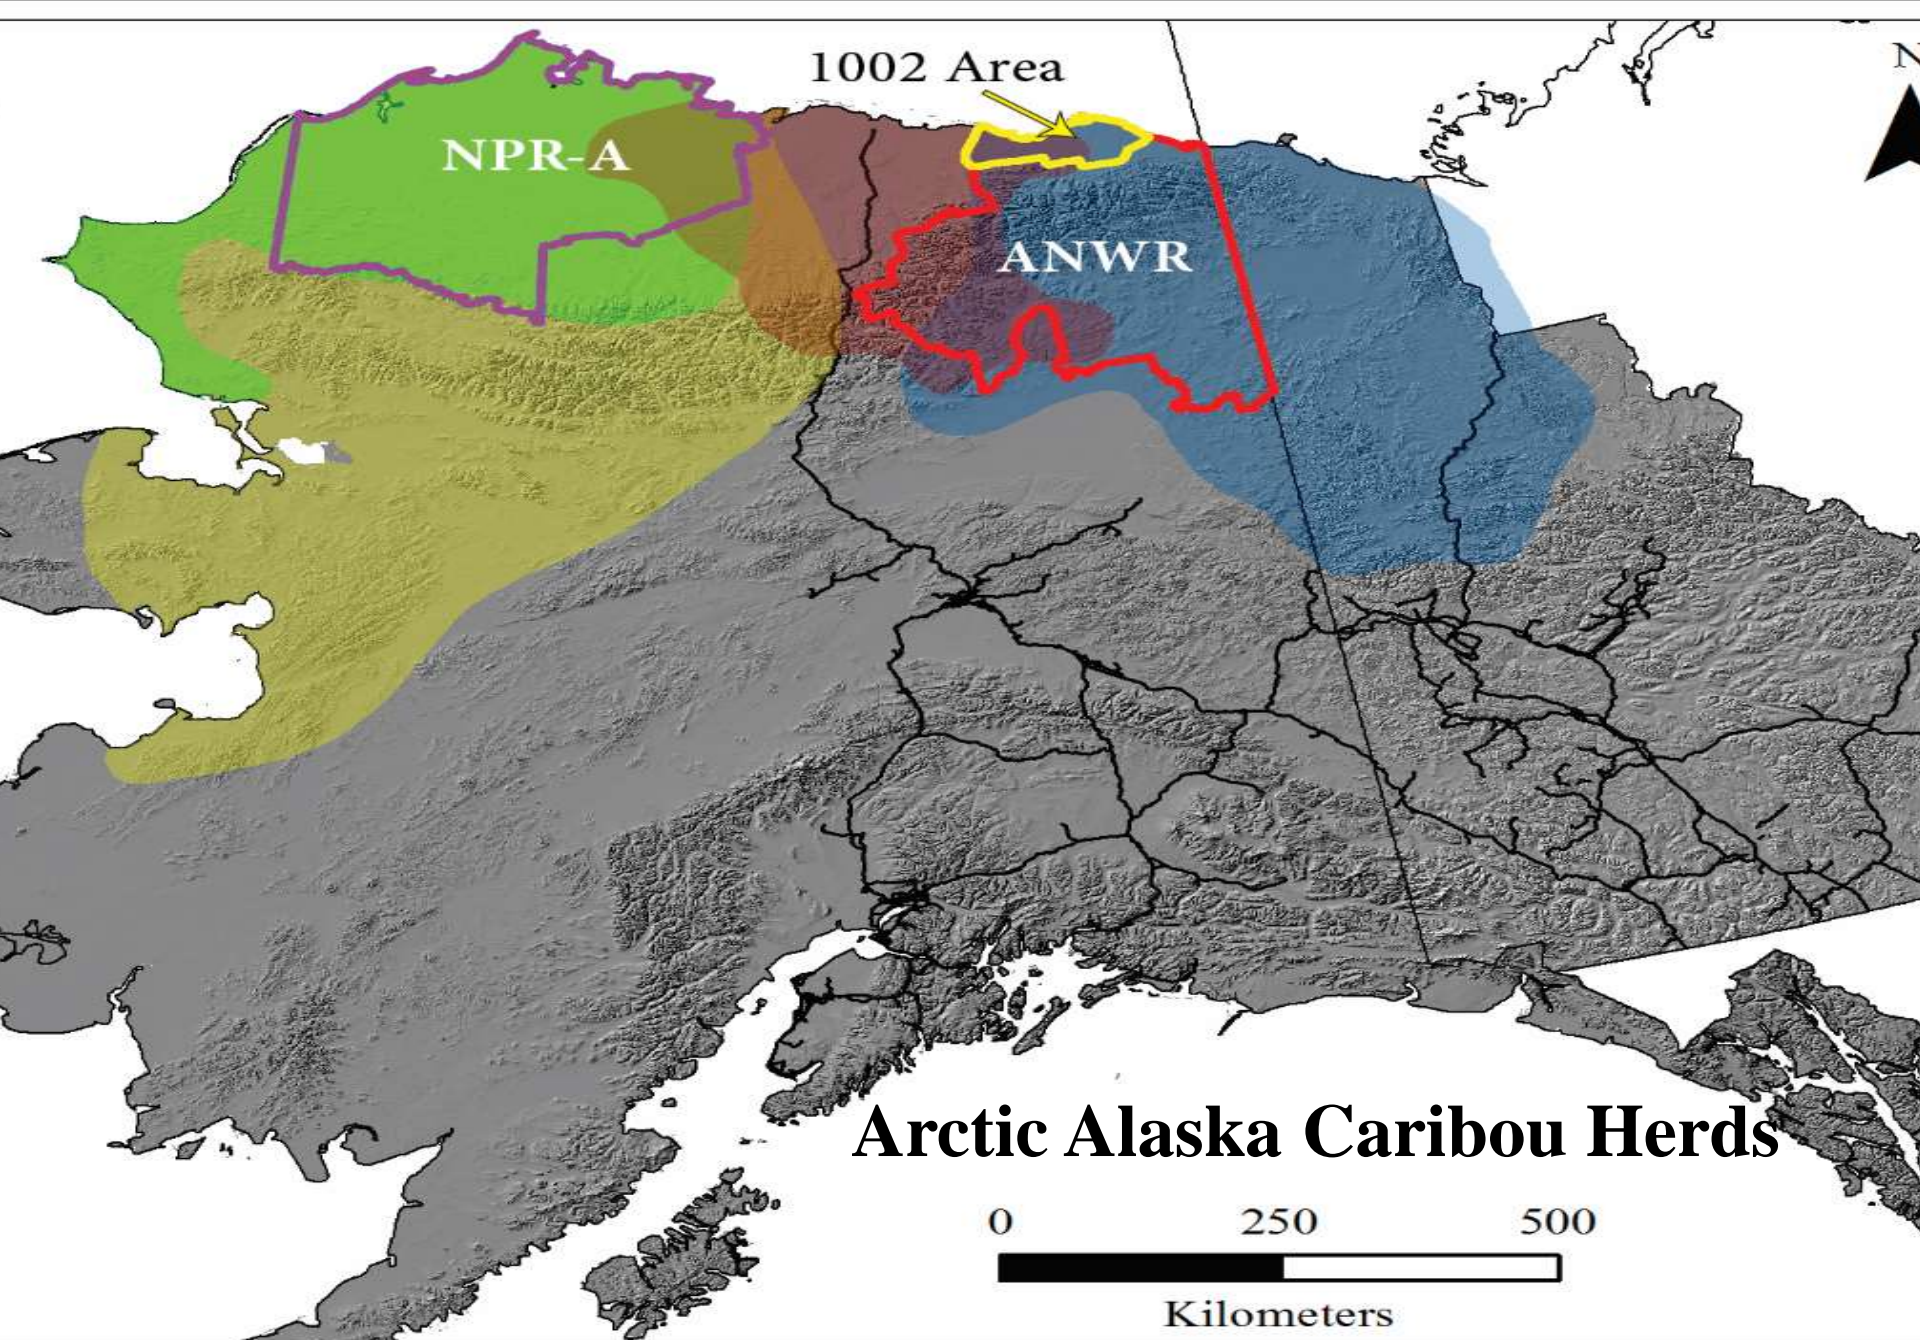 1002 Area
N
NPR-A
ANWR
Arctic Alaska Caribou Herds
0 250 500
Kilometers